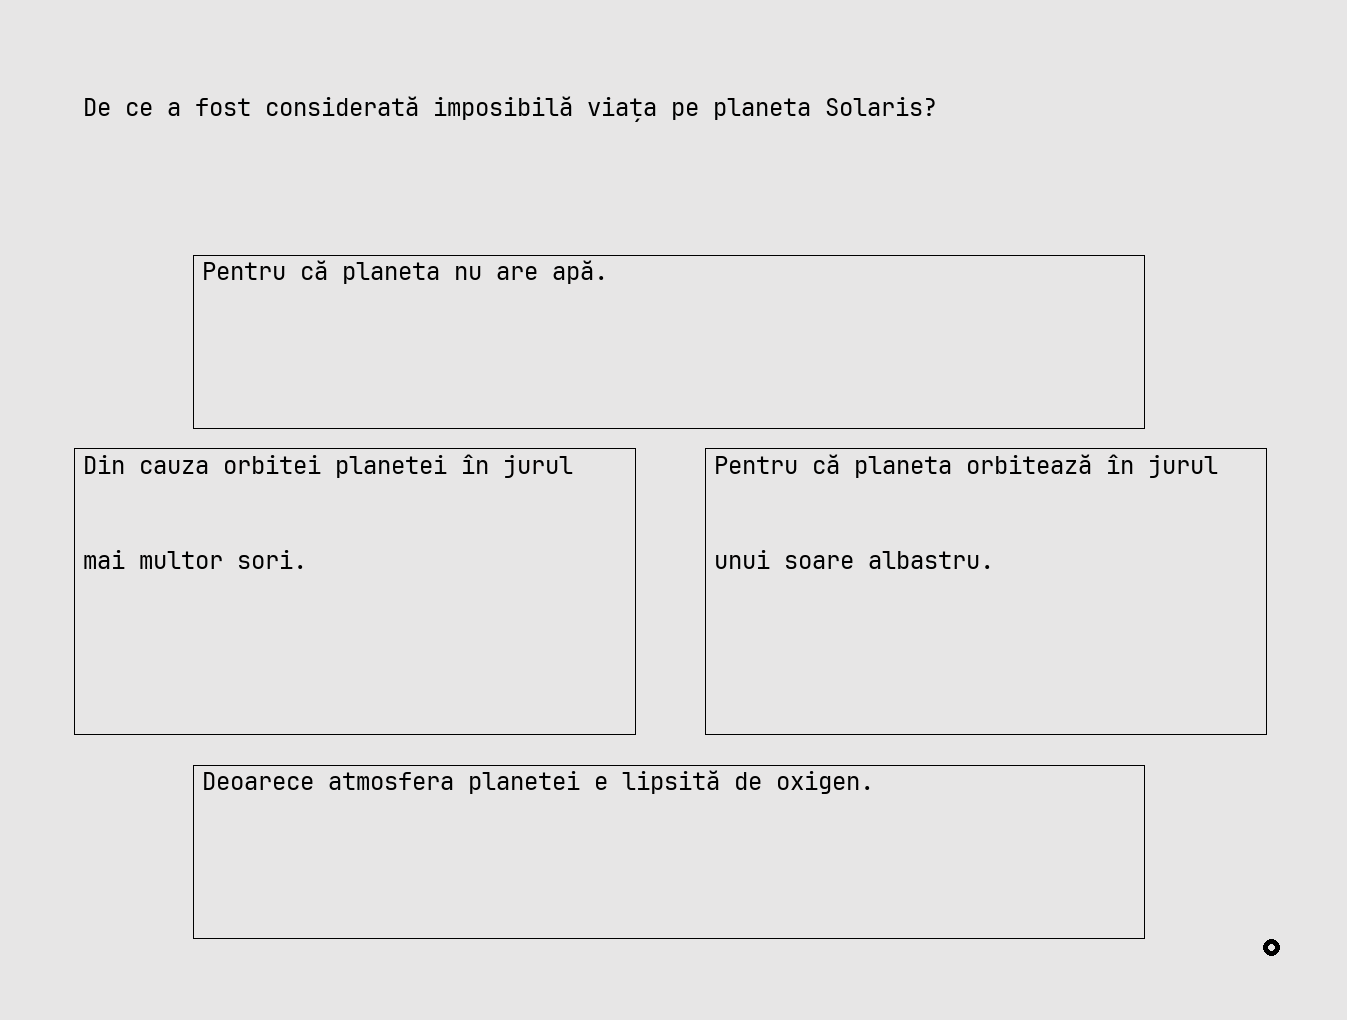 De ce a fost considerată imposibilă viața pe planeta Solaris?
Pentru că planeta nu are apă.
Din cauza orbitei planetei în jurul
mai multor sori.
Pentru că planeta orbitează în jurul
unui soare albastru.
Deoarece atmosfera planetei e lipsită de oxigen.